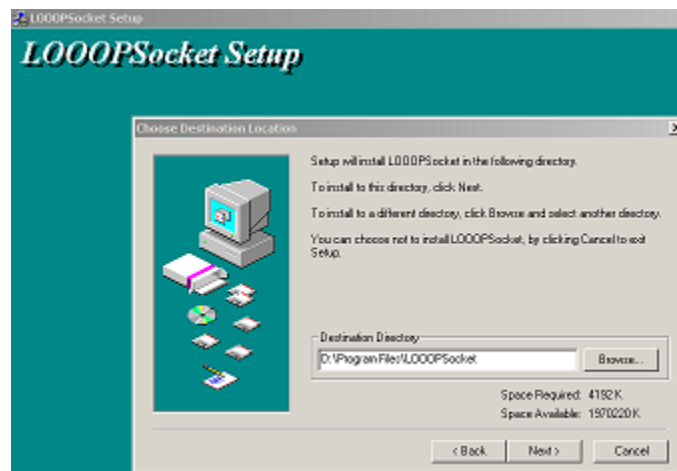 LOOOPSocket Setup
LOOOPSocket Setup
Choose Destination Location
Setup will install LOOOPSocket in the following directory.
To install to this directory, click Next.
To install to a different directory, click Browse and select another directory.
You can choose not to install LOOOPSocket, by clicking Cancel to exit
Setup.
Destination Directory
D:\Program Files\LOOOPSocket
Browse...
Space Required: 4192 K
Space Available: 1970220 K
< Back
Next >
Cancel